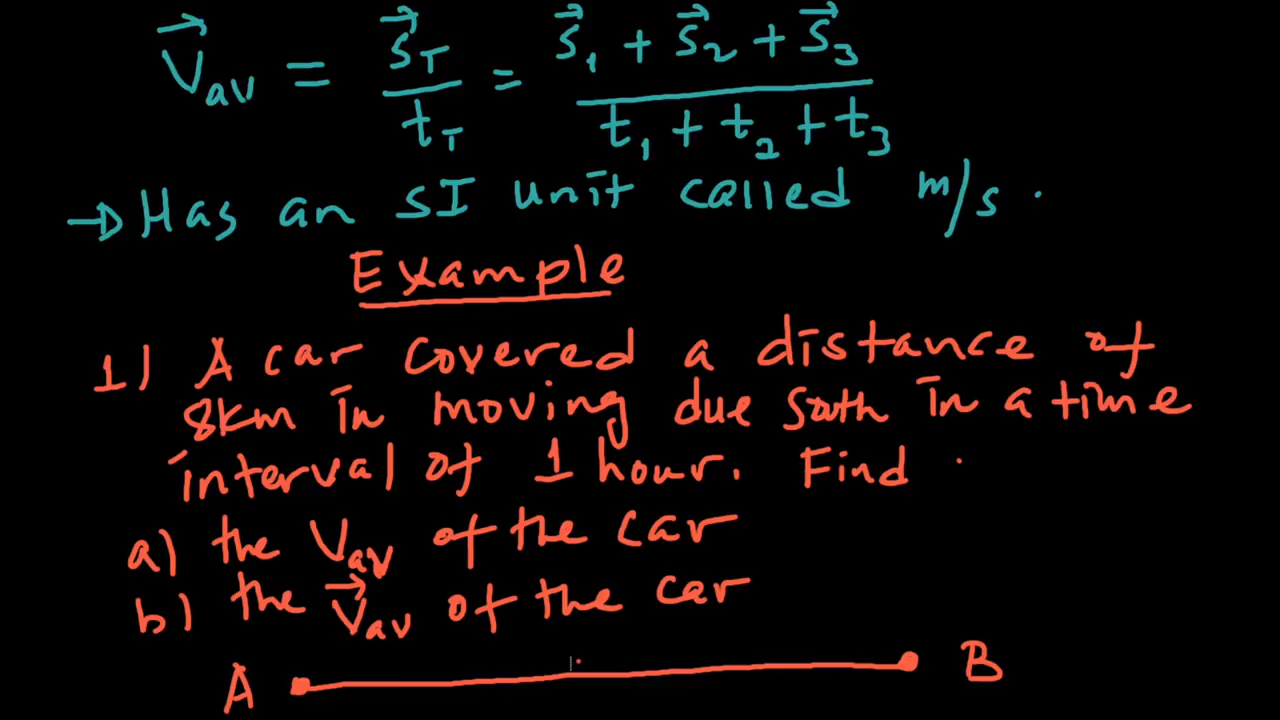 V⃗av = s⃗T / tT = (s⃗1 + s⃗2 + s⃗3) / (t1 + t2 + t3)
→ Has an SI unit called m/s.
Example
1) A car covered a distance of
8km in moving due south in a time
interval of 1 hour. Find
a) the Vav of the car
b) the V⃗av of the car
A B